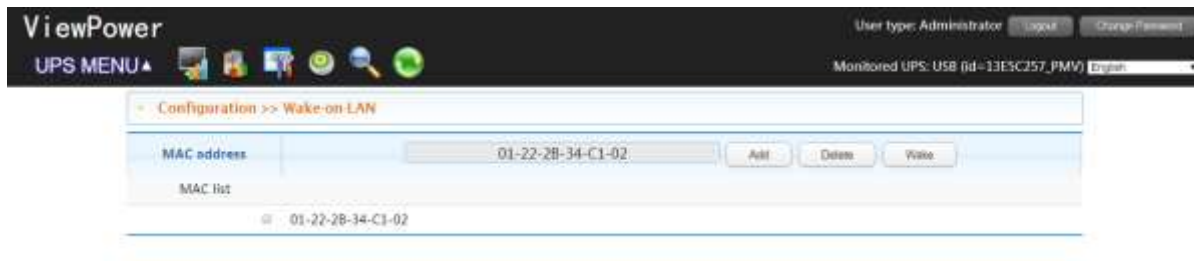 ViewPower
User type: Administrator Logout Change Password
UPS MENU▲
Monitored UPS: USB (id=13E5C257_PMV) English
Configuration >> Wake-on-LAN
MAC address 01-22-2B-34-C1-02 Add Delete Wake
MAC list
01-22-2B-34-C1-02